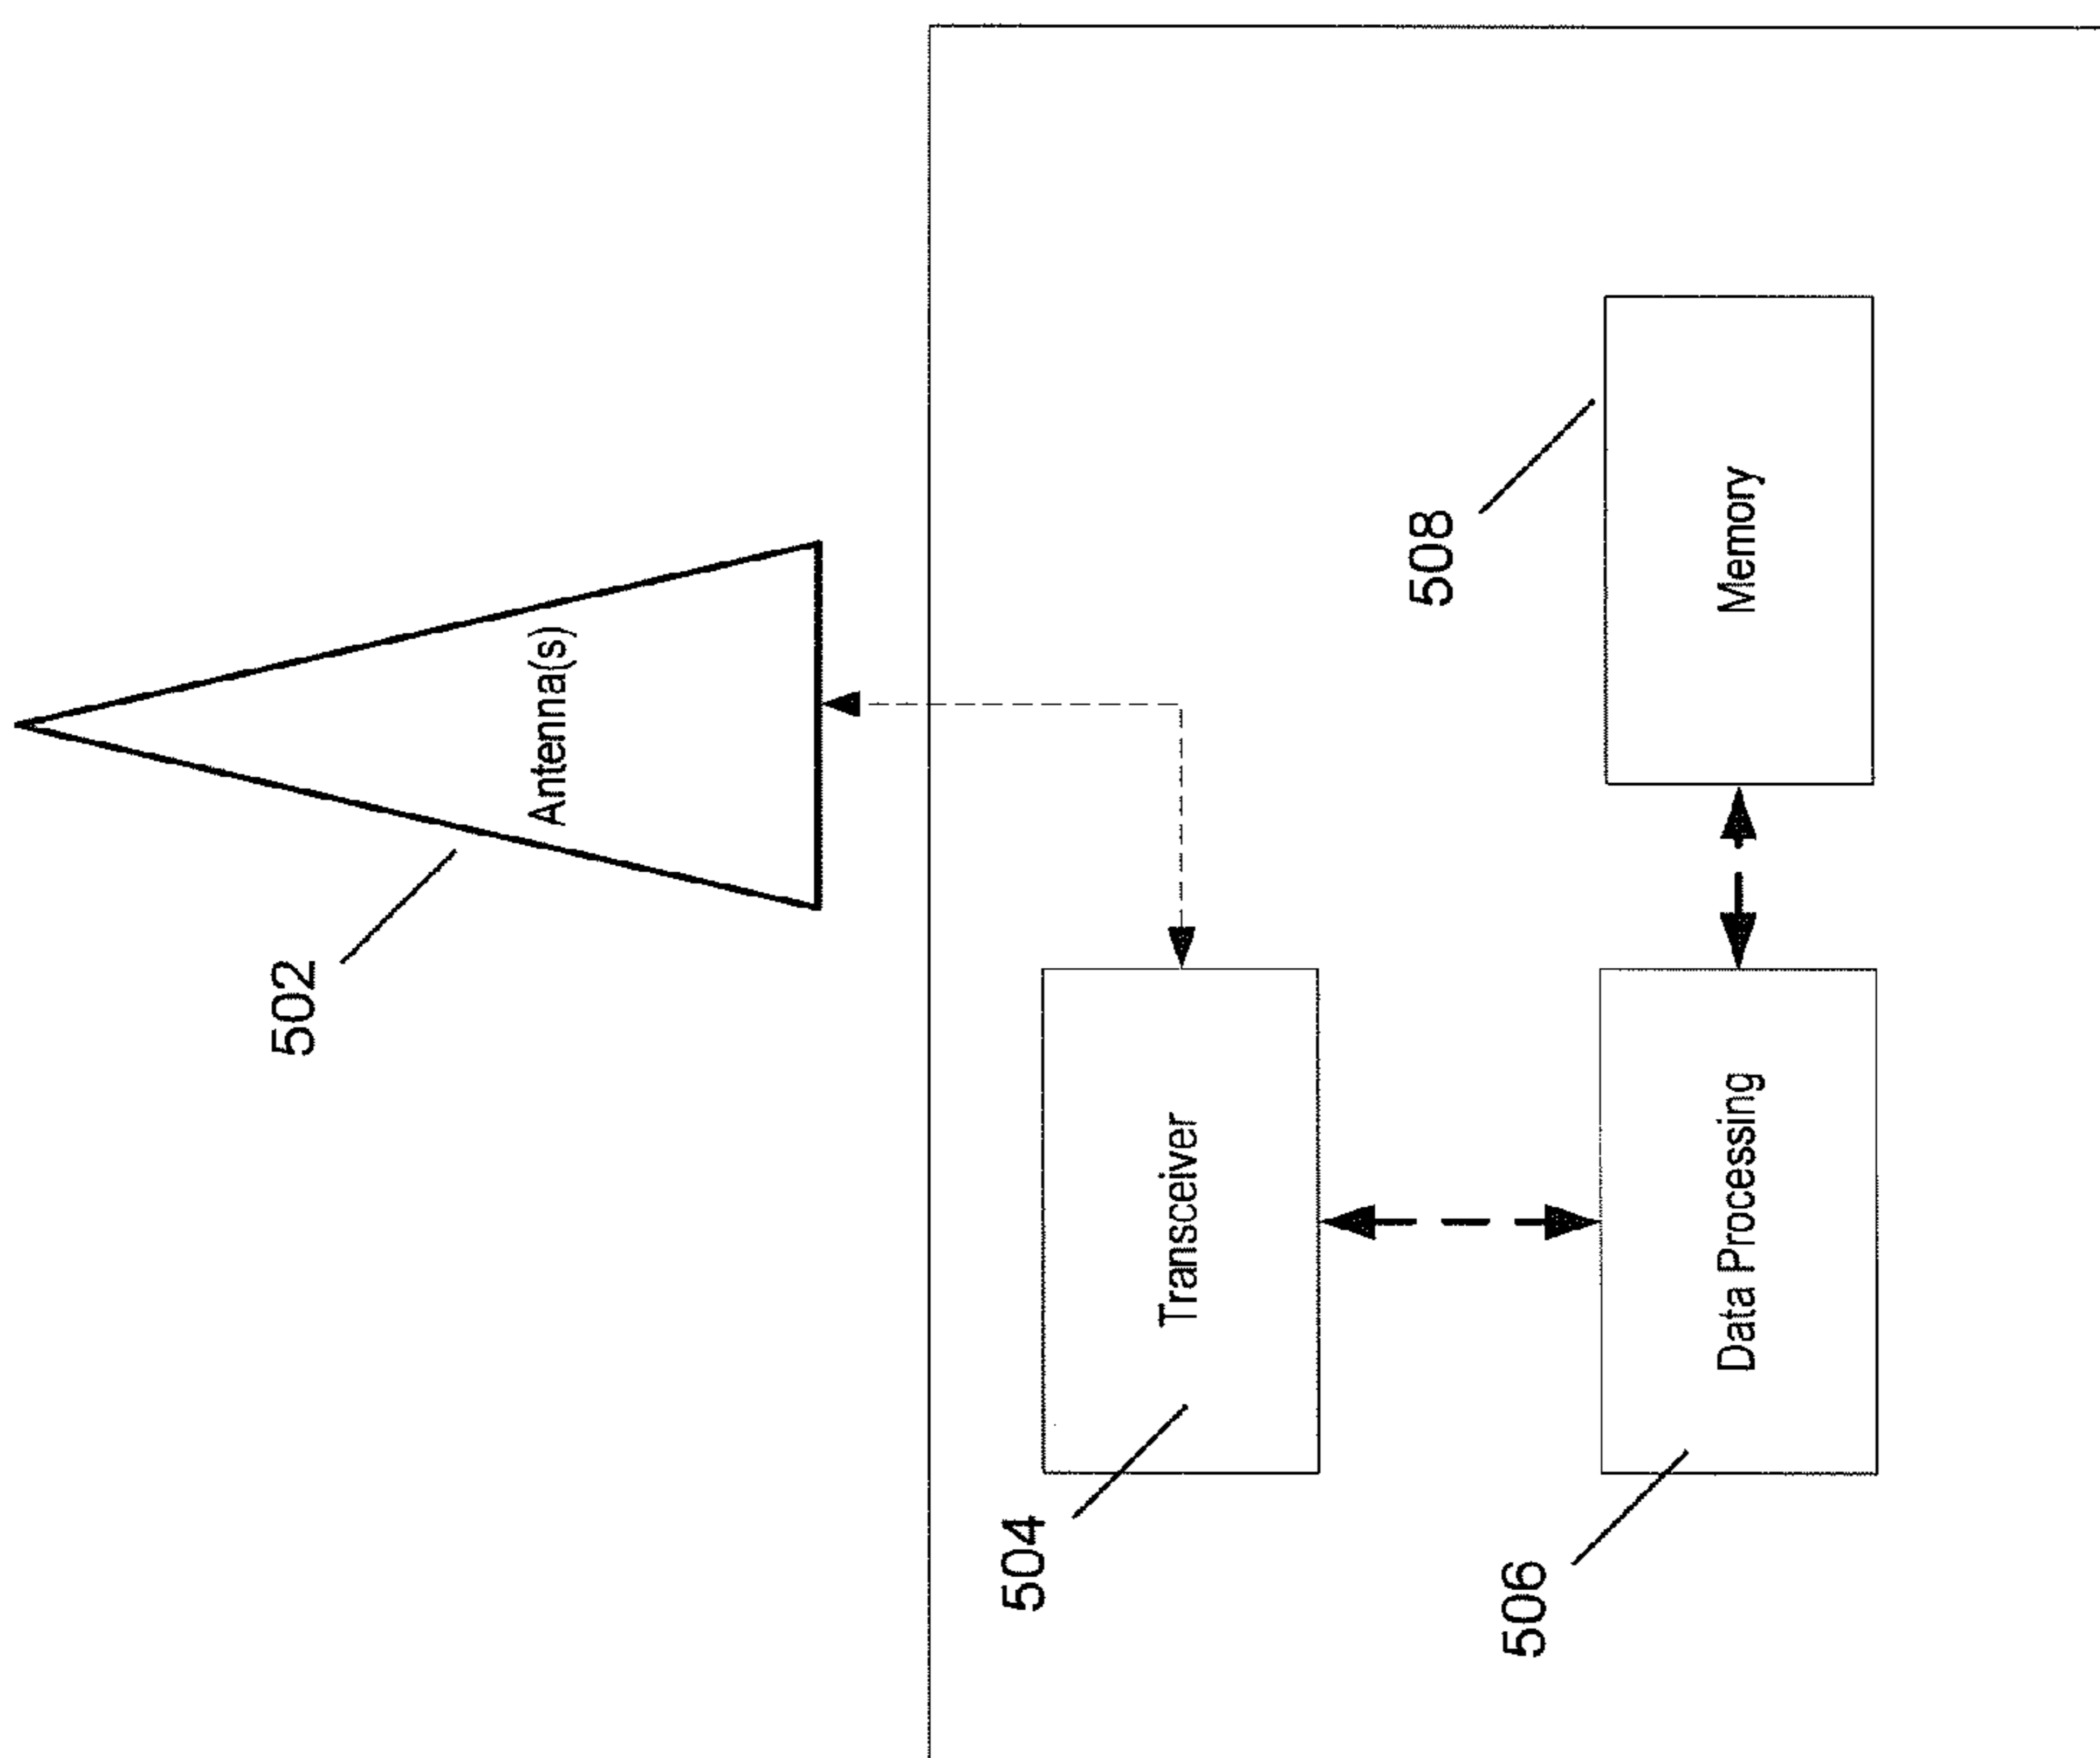 502
Antenna(s)
504
Transceiver
506
Data Processing
508
Memory